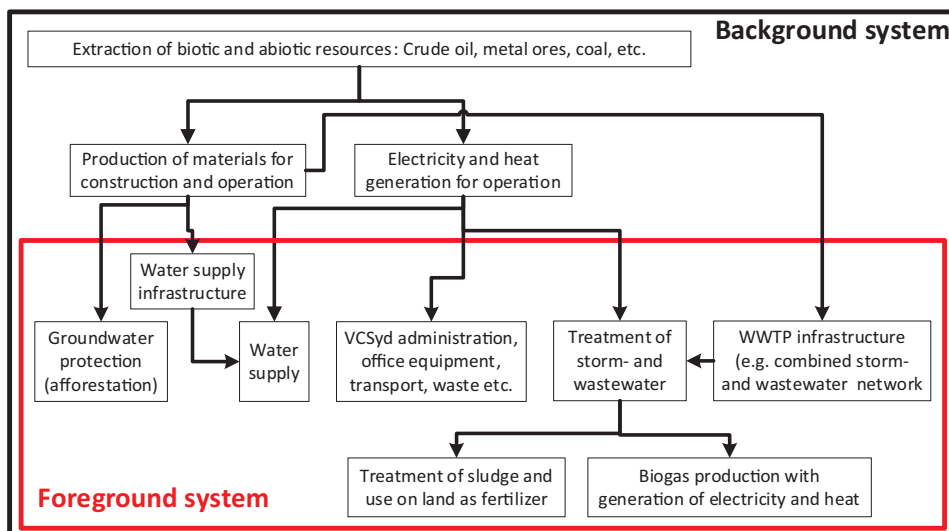 Background system
Extraction of biotic and abiotic resources: Crude oil, metal ores, coal, etc.
Production of materials for
construction and operation
Electricity and heat
generation for operation
Water supply
infrastructure
Groundwater
protection
(afforestation)
Water
supply
VCSyd administration,
office equipment,
transport, waste etc.
Treatment of
storm- and
wastewater
WWTP infrastructure
(e.g. combined storm-
and wastewater network
Treatment of sludge and
use on land as fertilizer
Biogas production with
generation of electricity and heat
Foreground system